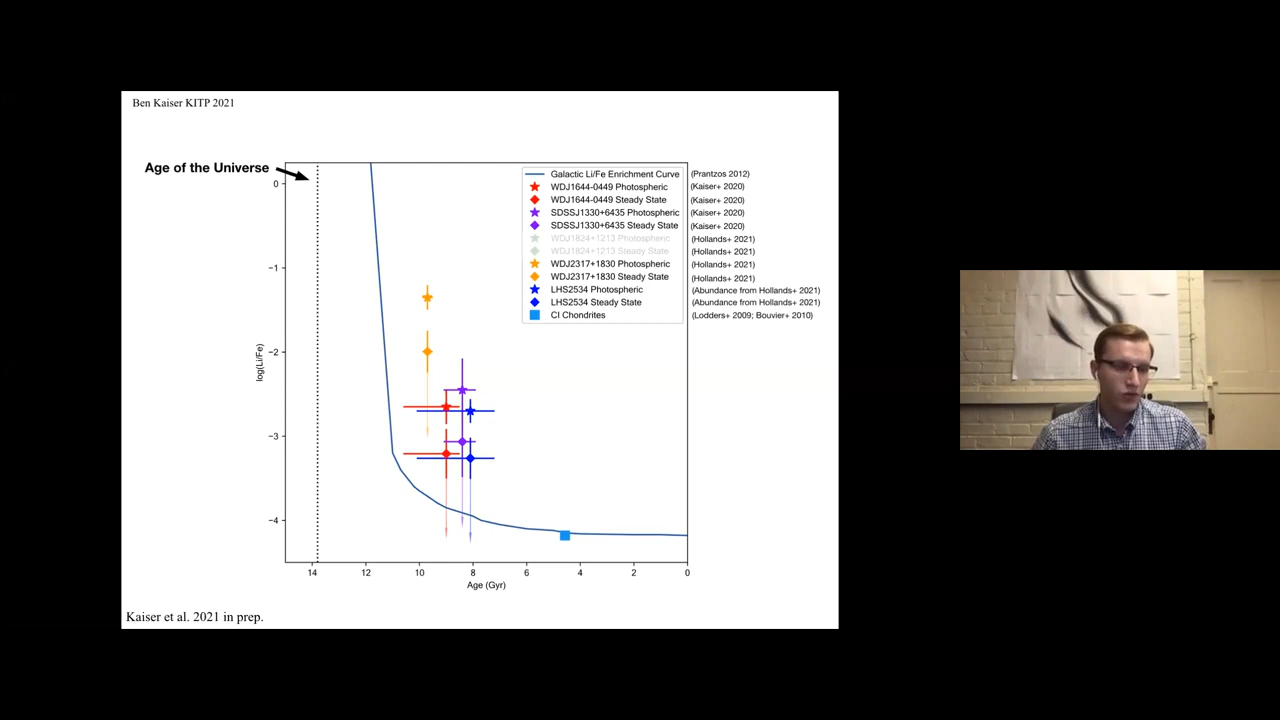 Ben Kaiser KITP 2021
Age of the Universe
Galactic Li/Fe Enrichment Curve (Prantzos 2012)
WDJ1644-0449 Photospheric (Kaiser+ 2020)
WDJ1644-0449 Steady State (Kaiser+ 2020)
SDSSJ1330+6435 Photospheric (Kaiser+ 2020)
SDSSJ1330+6435 Steady State (Kaiser+ 2020)
WDJ1824+1213 Photospheric (Hollands+ 2021)
WDJ1824+1213 Steady State (Hollands+ 2021)
WDJ2317+1830 Photospheric (Hollands+ 2021)
WDJ2317+1830 Steady State (Hollands+ 2021)
LHS2534 Photospheric (Abundance from Hollands+ 2021)
LHS2534 Steady State (Abundance from Hollands+ 2021)
CI Chondrites (Lodders+ 2009; Bouvier+ 2010)
0
−1
−2
−3
−4
log(Li/Fe)
14 12 10 8 6 4 2 0
Age (Gyr)
Kaiser et al. 2021 in prep.